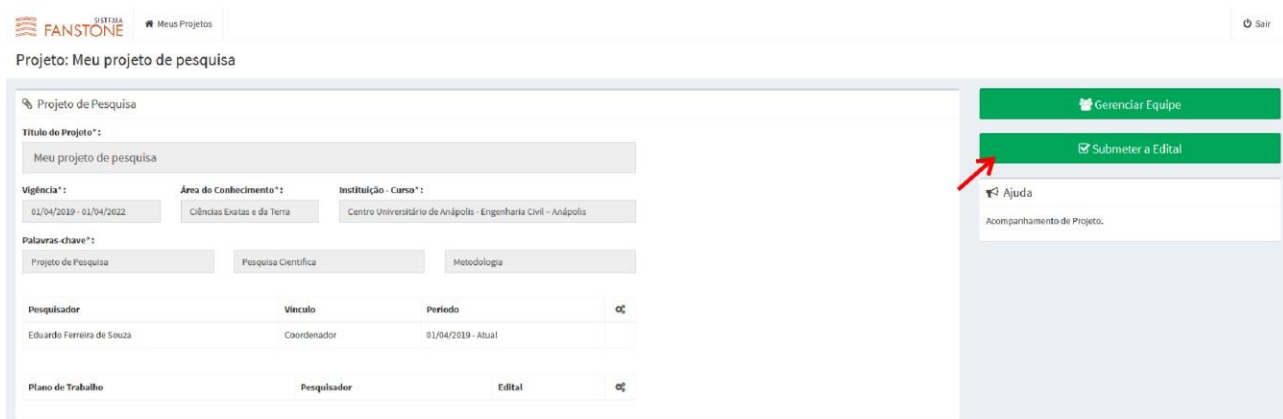 SISTEMA
FANSTONE
Meus Projetos
Sair
Projeto: Meu projeto de pesquisa
Projeto de Pesquisa
Título do Projeto*:
Meu projeto de pesquisa
Vigência*: Área do Conhecimento*: Instituição - Curso*:
01/04/2019 - 01/04/2022 Ciências Exatas e da Terra Centro Universitário de Anápolis - Engenharia Civil - Anápolis
Palavras-chave*:
Projeto de Pesquisa Pesquisa Científica Metodologia
Pesquisador Vínculo Período
Eduardo Ferreira de Souza Coordenador 01/04/2019 - Atual
Plano de Trabalho Pesquisador Edital
Gerenciar Equipe
Submeter a Edital
Ajuda
Acompanhamento de Projeto.